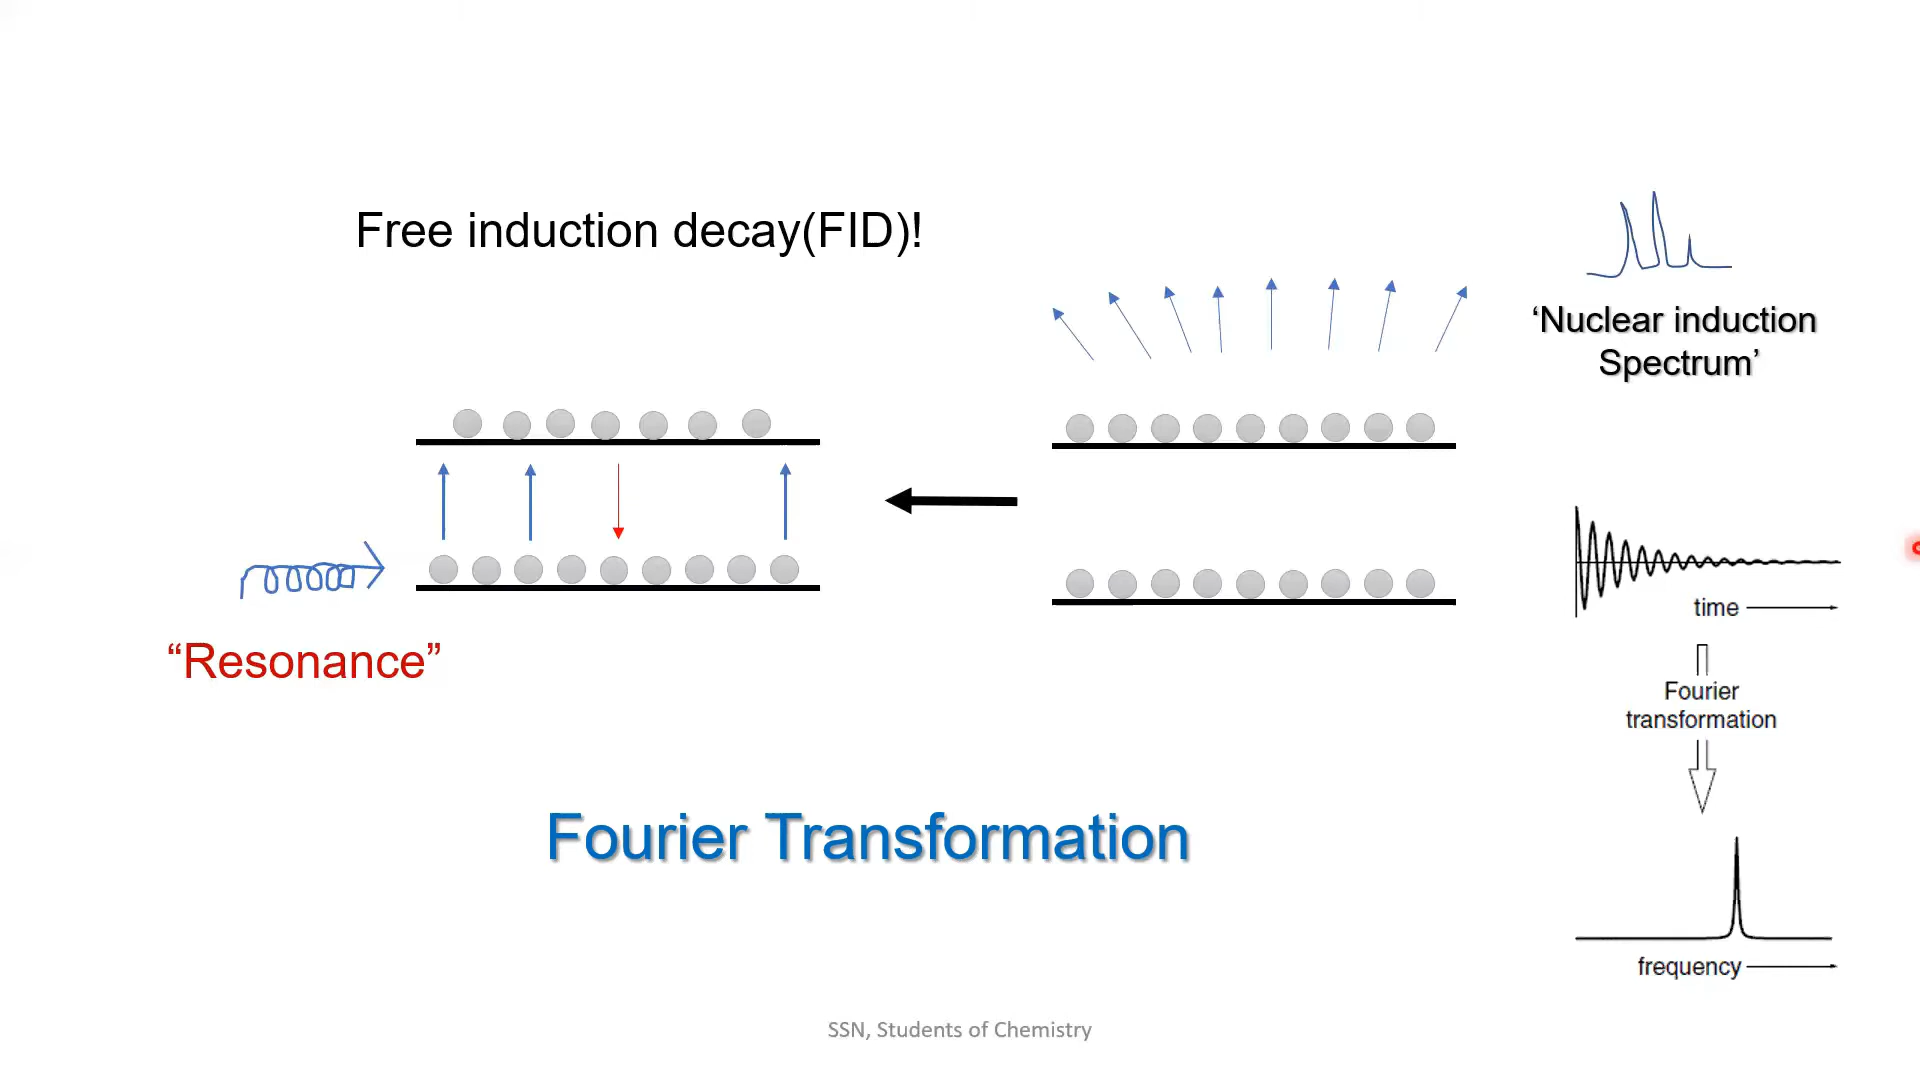 Free induction decay(FID)!
‘Nuclear induction
Spectrum’
time
“Resonance”
Fourier
transformation
Fourier Transformation
frequency
SSN, Students of Chemistry